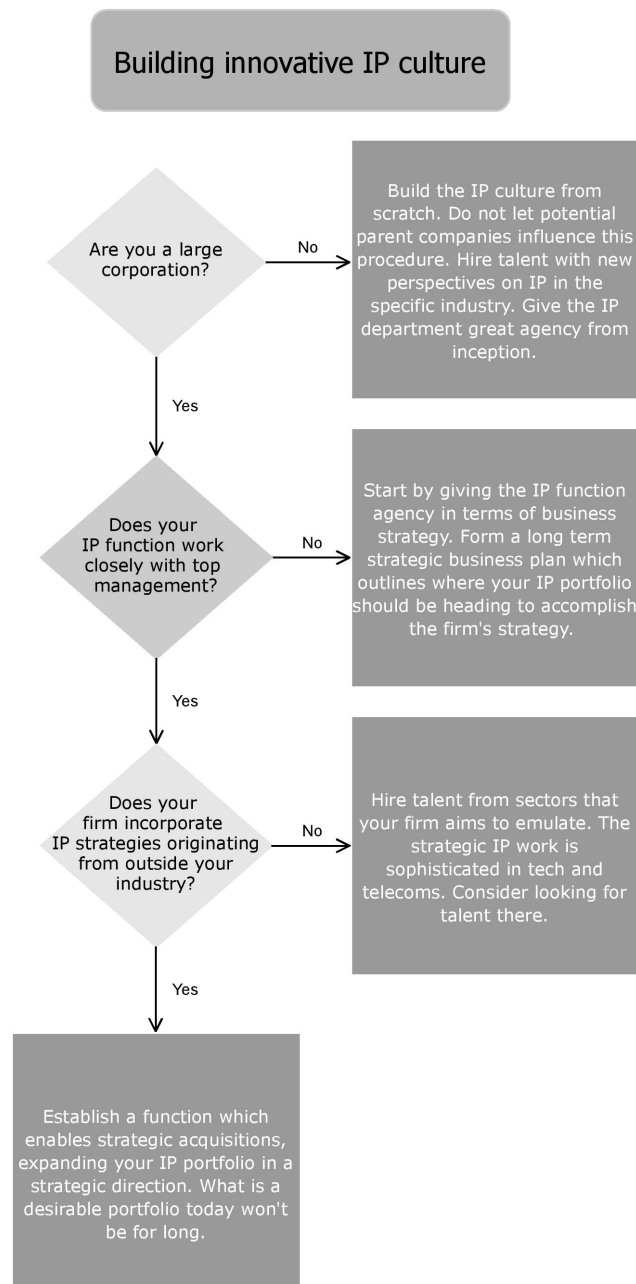 Building innovative IP culture
Are you a large
corporation?
No
Build the IP culture from
scratch. Do not let potential
parent companies influence this
procedure. Hire talent with new
perspectives on IP in the
specific industry. Give the IP
department great agency from
inception.
Yes
Does your
IP function work
closely with top
management?
No
Start by giving the IP function
agency in terms of business
strategy. Form a long term
strategic business plan which
outlines where your IP portfolio
should be heading to accomplish
the firm's strategy.
Yes
Does your
firm incorporate
IP strategies originating
from outside your
industry?
No
Hire talent from sectors that
your firm aims to emulate. The
strategic IP work is
sophisticated in tech and
telecoms. Consider looking for
talent there.
Yes
Establish a function which
enables strategic acquisitions,
expanding your IP portfolio in a
strategic direction. What is a
desirable portfolio today won't
be for long.